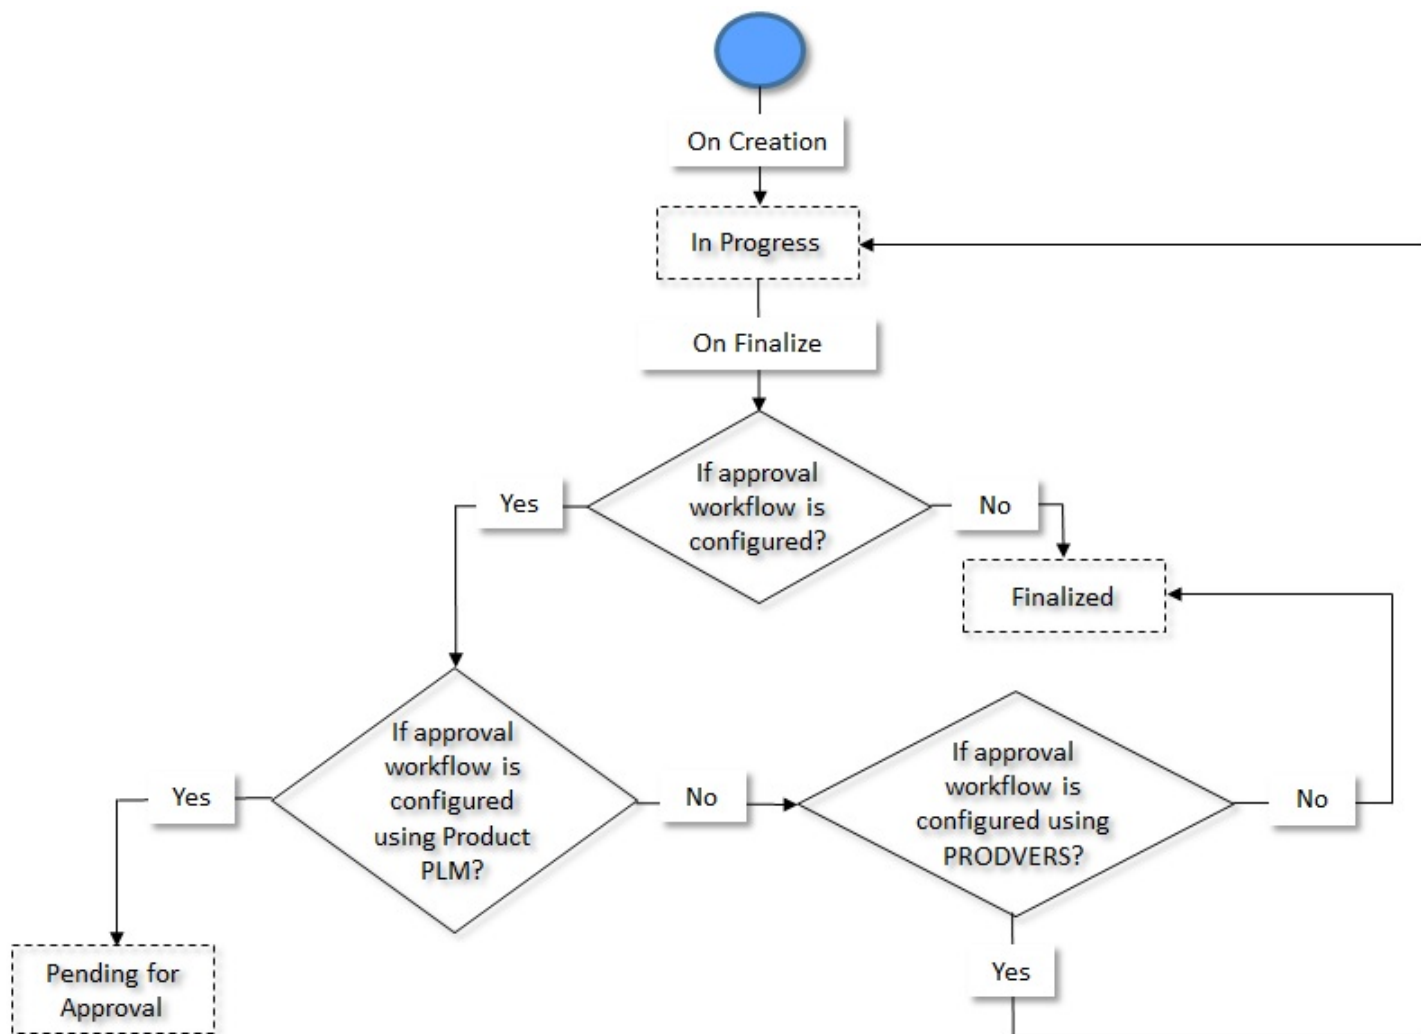 On Creation
In Progress
On Finalize
If approval
workflow is
configured?
Yes
No
Finalized
If approval
workflow is
configured
using Product
PLM?
Yes
No
If approval
workflow is
configured using
PRODVERS?
No
Pending for
Approval
Yes